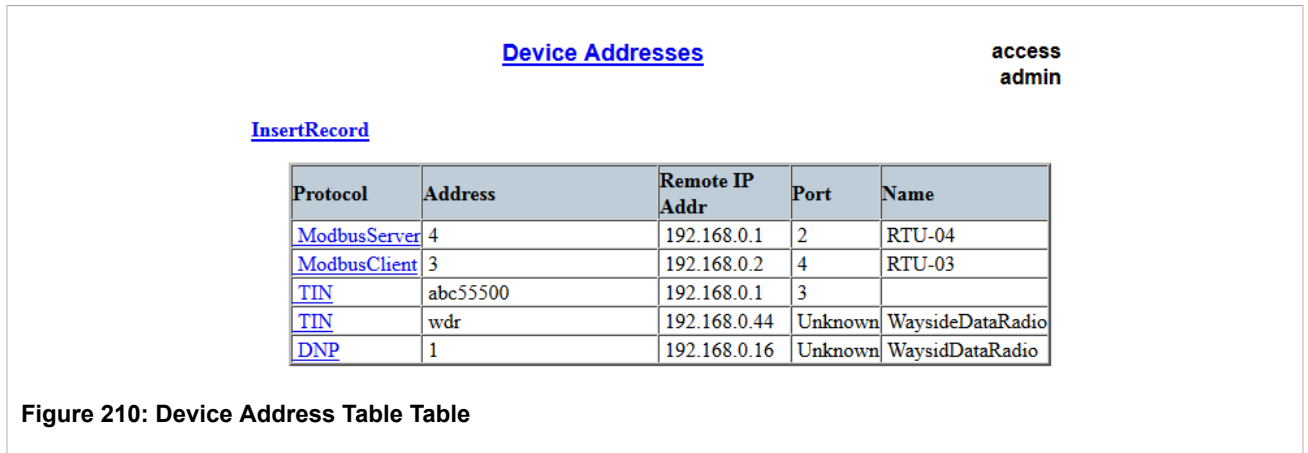 Device Addresses
access
admin
InsertRecord
Protocol Address Remote IP Addr Port Name
ModbusServer 4 192.168.0.1 2 RTU-04
ModbusClient 3 192.168.0.2 4 RTU-03
TIN abc55500 192.168.0.1 3
TIN wdr 192.168.0.44 Unknown WaysideDataRadio
DNP 1 192.168.0.16 Unknown WaysidDataRadio
Figure 210: Device Address Table Table